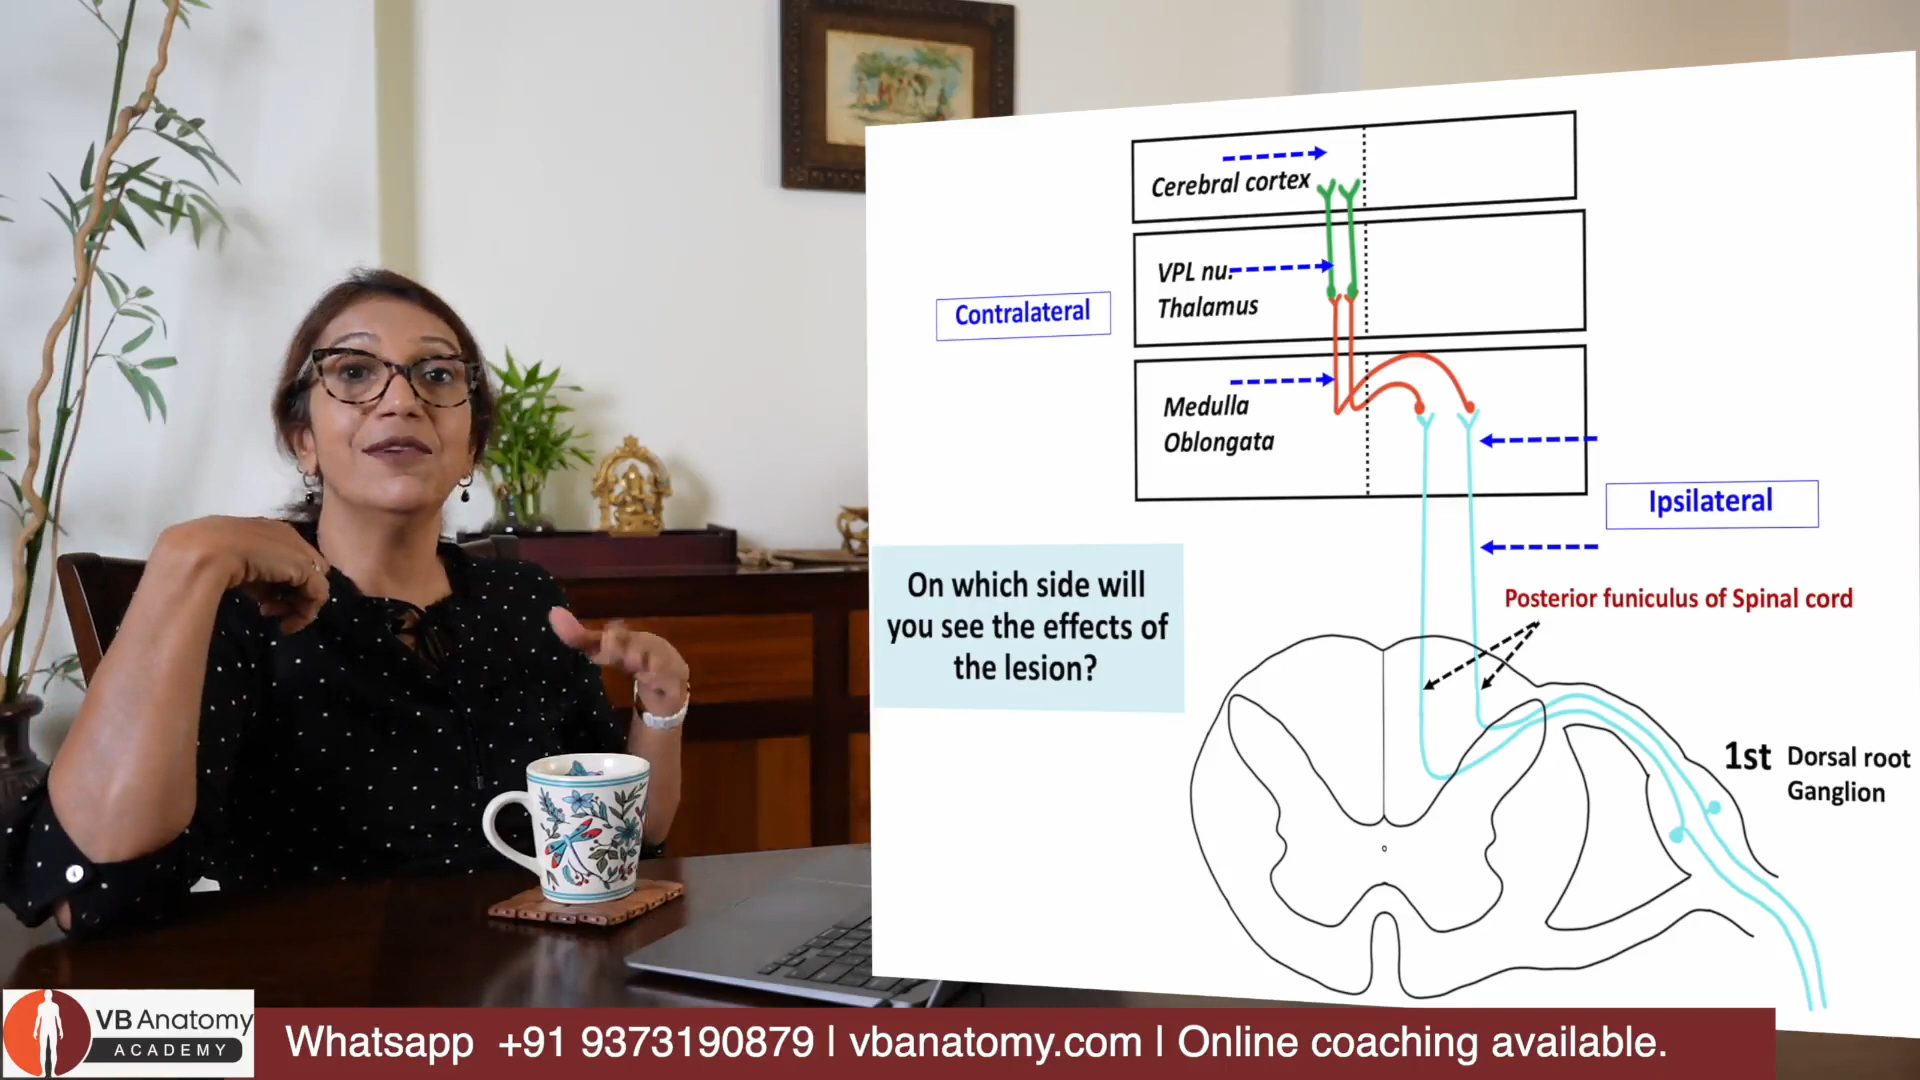 Cerebral cortex
VPL nu.
Thalamus
Contralateral
Medulla
Oblongata
Ipsilateral
On which side will
you see the effects of
the lesion?
Posterior funiculus of Spinal cord
1st Dorsal root
Ganglion
VB Anatomy
ACADEMY
Whatsapp +91 9373190879 | vbanatomy.com | Online coaching available.